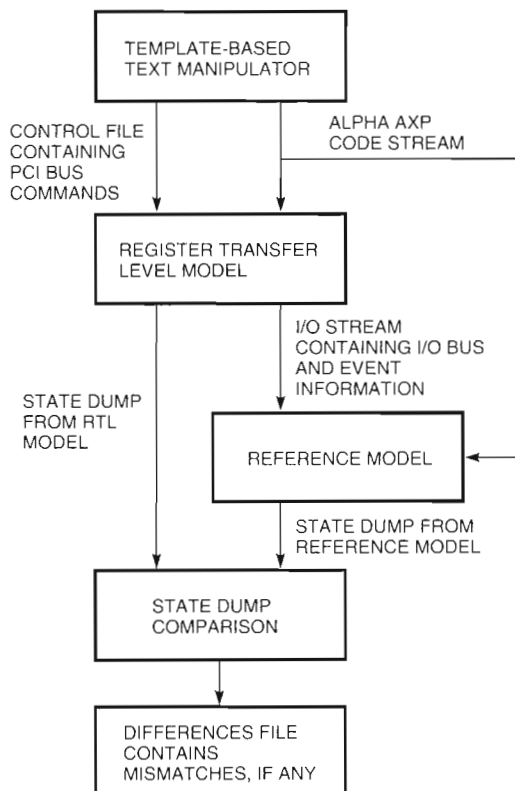 TEMPLATE-BASED
TEXT MANIPULATOR
CONTROL FILE
CONTAINING
PCI BUS
COMMANDS
ALPHA AXP
CODE STREAM
REGISTER TRANSFER
LEVEL MODEL
I/O STREAM
CONTAINING I/O BUS
AND EVENT
INFORMATION
STATE DUMP
FROM RTL
MODEL
REFERENCE MODEL
STATE DUMP FROM
REFERENCE MODEL
STATE DUMP
COMPARISON
DIFFERENCES FILE
CONTAINS
MISMATCHES, IF ANY